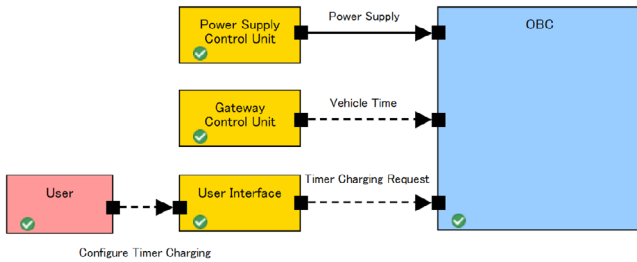 Power Supply
Control Unit
Power Supply
OBC
Gateway
Control Unit
Vehicle Time
User
User Interface
Timer Charging Request
Configure Timer Charging